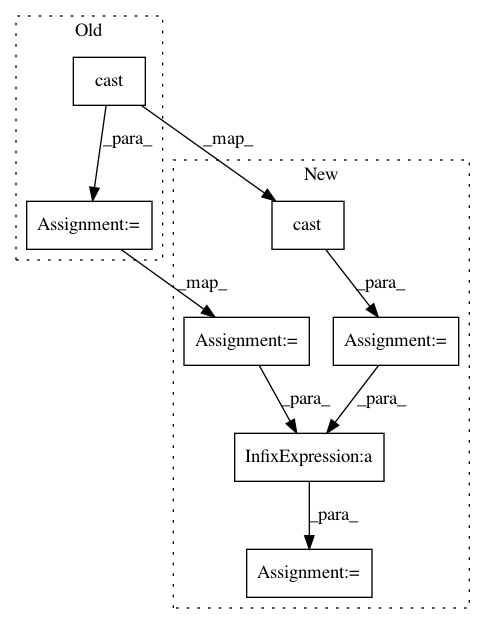 Old
cast
_para_
_map_
New
Assignment:=
cast
_map_
_para_
Assignment:=
Assignment:=
_para_
_para_
InfixExpression:a
_para_
Assignment:=